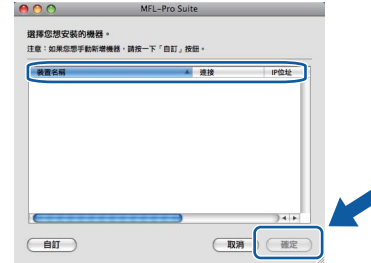 MFL-Pro Suite
選擇您想安裝的機器。
注意：如果您想手動新增機器，請按一下「自訂」按鈕。
裝置名稱 連接 IP位址
自訂 取消 確定